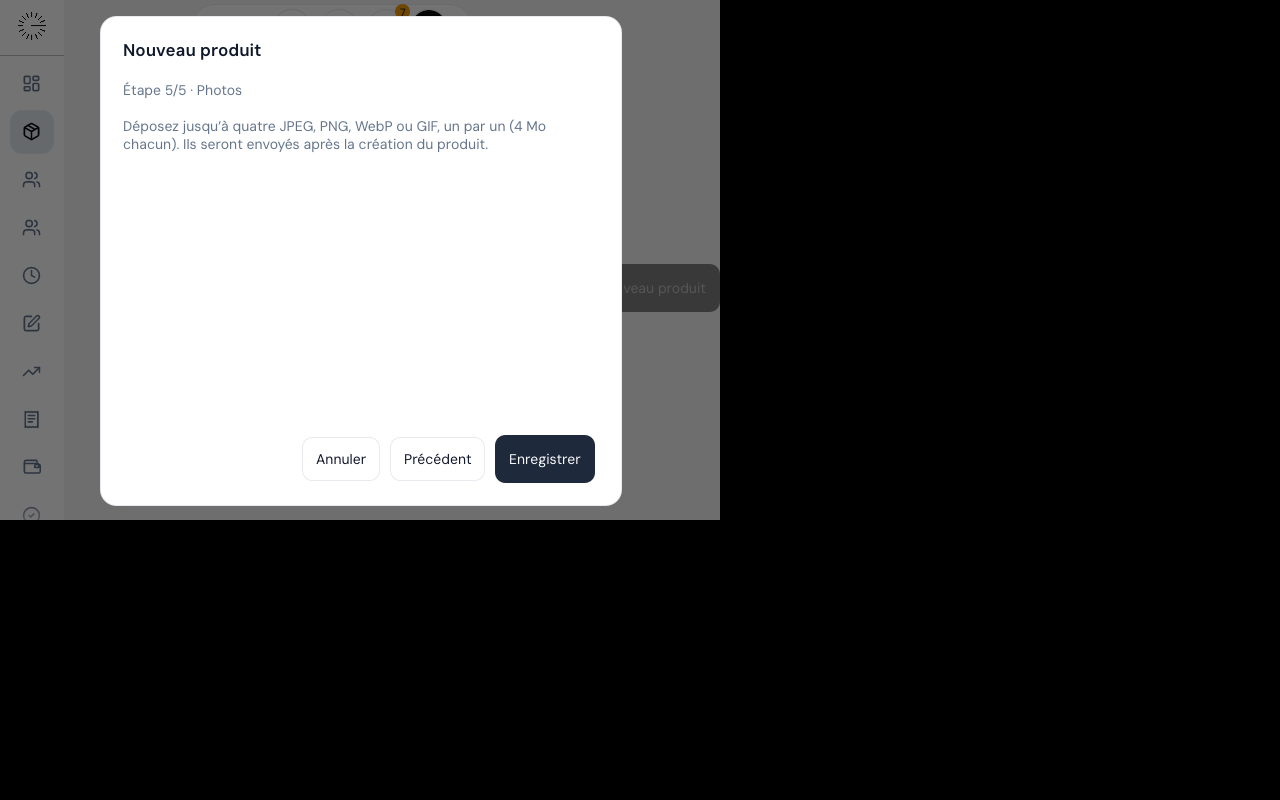 7
Nouveau produit
Étape 5/5 · Photos
Déposez jusqu’à quatre JPEG, PNG, WebP ou GIF, un par un (4 Mo
chacun). Ils seront envoyés après la création du produit.
veau produit
Annuler
Précédent
Enregistrer